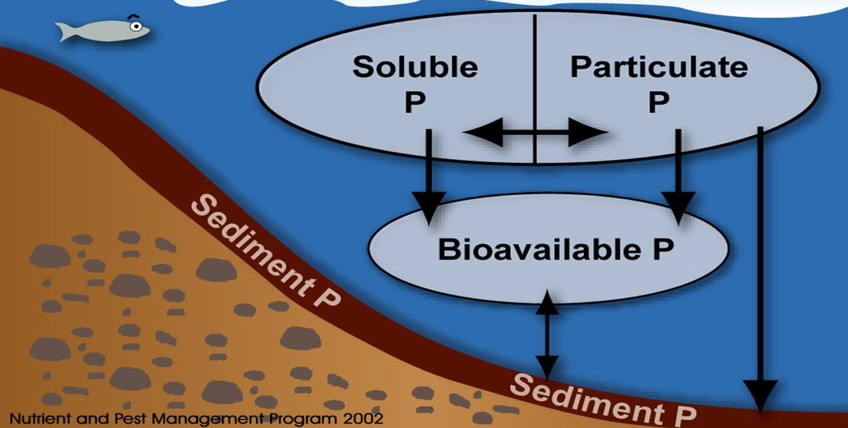 Soluble
P
Particulate
P
Bioavailable P
Sediment P
Sediment P
Nutrient and Pest Management Program 2002